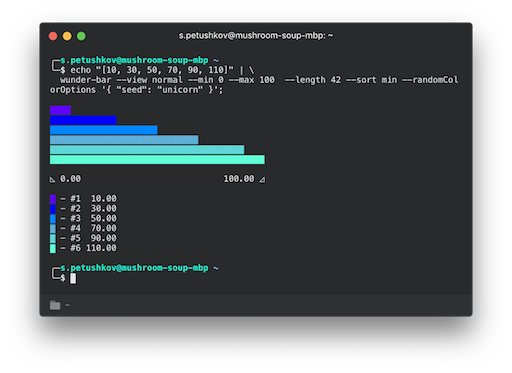 s.petushkov@mushroom-soup-mbp: ~
s.petushkov@mushroom-soup-mbp ~
$ echo "[10, 30, 50, 70, 90, 110]" | \
wunder-bar --view normal --min 0 --max 100  --length 42 --sort min --randomCol
orOptions '{ "seed": "unicorn" }';
0.00 100.00
– #1 10.00
– #2 30.00
– #3 50.00
– #4 70.00
– #5 90.00
– #6 110.00
s.petushkov@mushroom-soup-mbp ~
$
~